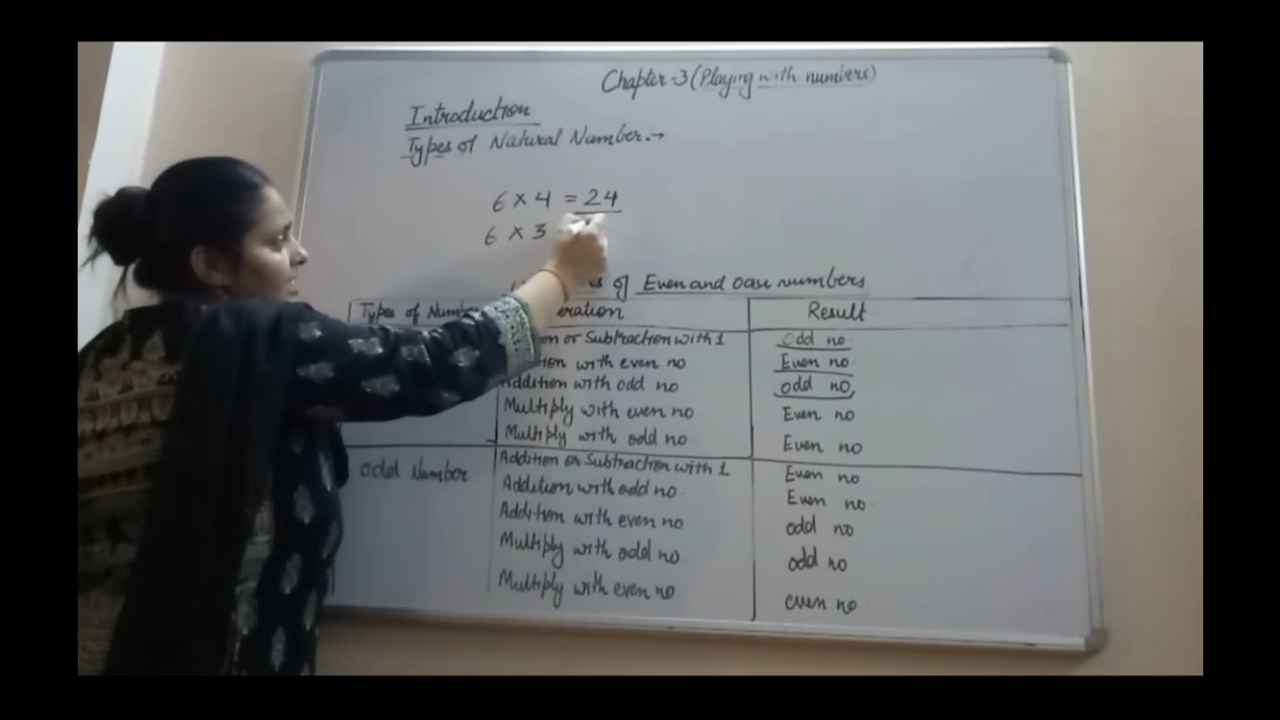 Chapter-3 (Playing with numbers)
Introduction
Types of Natural Number:→
6 × 4 = 24
6 × 3
of Even and numbers
Types of Result
Subtraction with 1 Odd no
with even no Even no
Addition with odd no Odd no
Multiply with even no Even no
Multiply with odd no Even no
Odd Number Addition or Subtraction with 1 Even no
Addition with odd no Even no
Addition with even no odd no
Multiply with odd no odd no
Multiply with even no even no